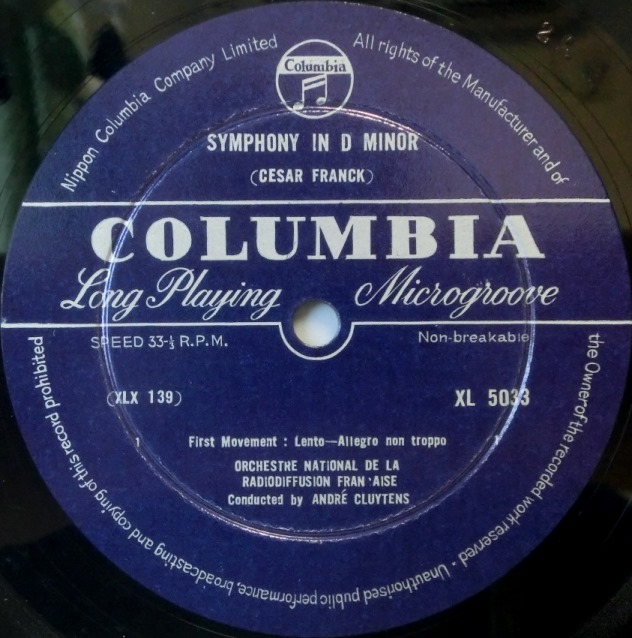 Nippon Columbia Company Limited
Columbia
All rights of the Manufacturer and of
the Owner of the recorded work reserved - Unauthorised public performance, broadcasting and copying of this record prohibited
SYMPHONY IN D MINOR
(CESAR FRANCK)
COLUMBIA
Long Playing Microgroove
SPEED 33-⅓ R.P.M.
Non-breakable
(XLX 139)
XL 5033
First Movement : Lento—Allegro non troppo
ORCHESTRE NATIONAL DE LA
RADIODIFFUSION FRAN·AISE
Conducted by ANDRÉ CLUYTENS